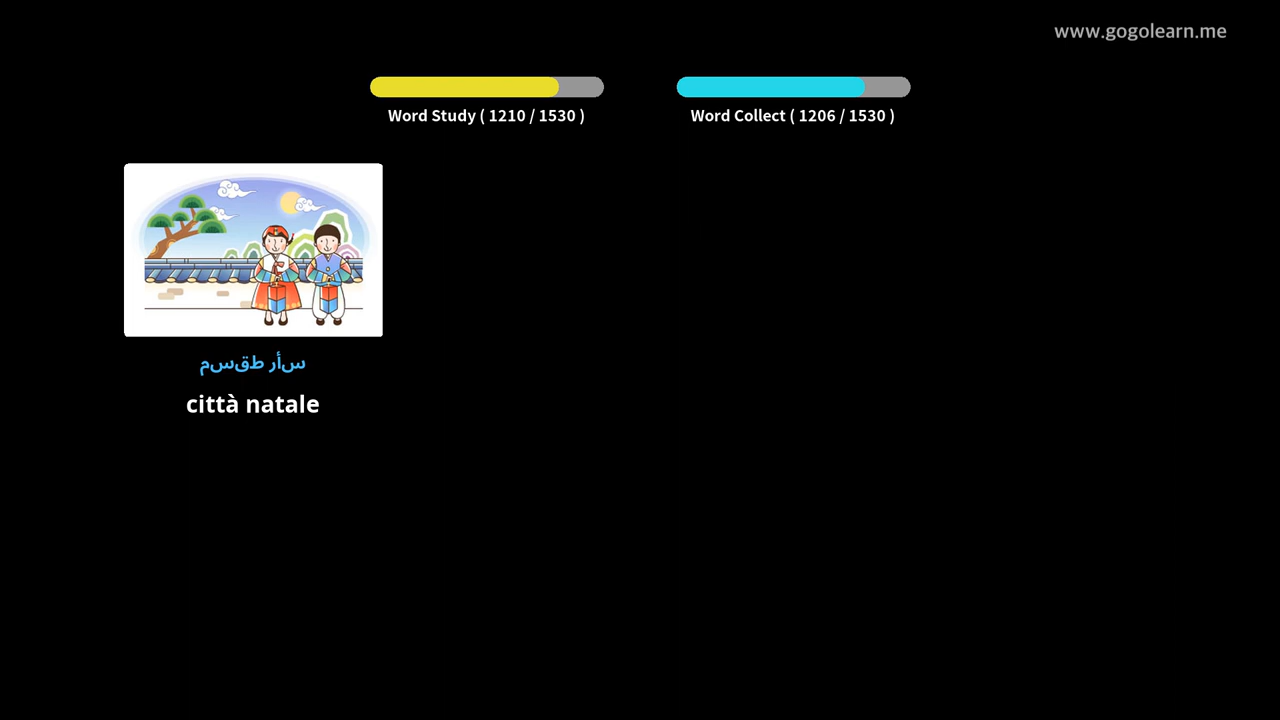 www.gogolearn.me
Word Study ( 1210 / 1530 )
Word Collect ( 1206 / 1530 )
سأر طقسم
città natale